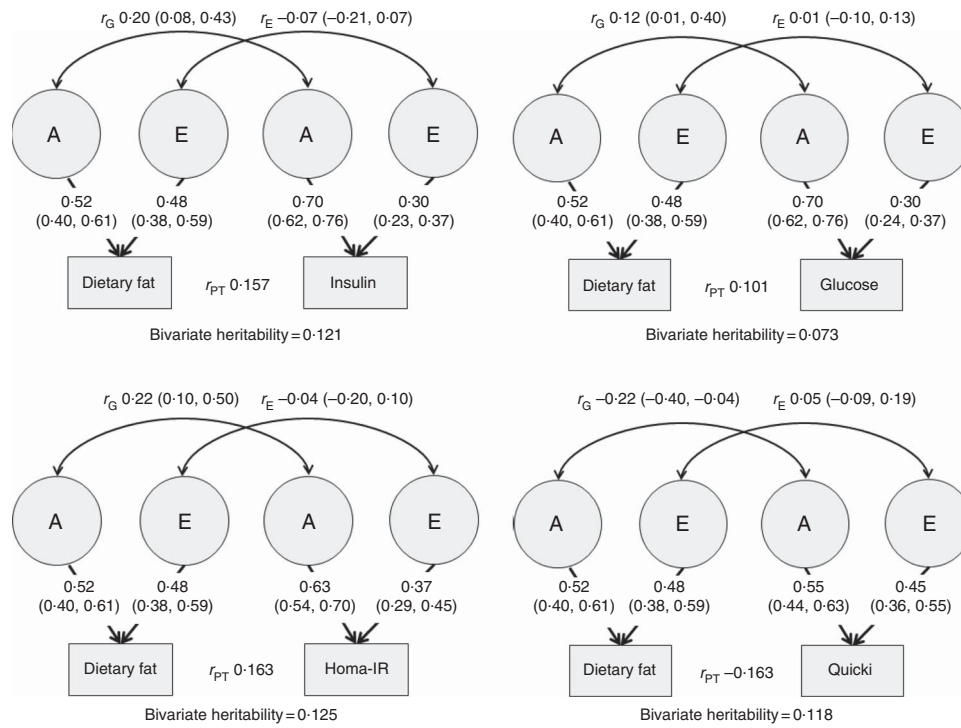 rG 0·20 (0·08, 0·43) rE –0·07 (–0·21, 0·07)
A E A E
0·52 0·48 0·70 0·30
(0·40, 0·61) (0·38, 0·59) (0·62, 0·76) (0·23, 0·37)
Dietary fat rPT 0·157 Insulin
Bivariate heritability = 0·121
rG 0·12 (0·01, 0·40) rE 0·01 (–0·10, 0·13)
A E A E
0·52 0·48 0·70 0·30
(0·40, 0·61) (0·38, 0·59) (0·62, 0·76) (0·24, 0·37)
Dietary fat rPT 0·101 Glucose
Bivariate heritability = 0·073
rG 0·22 (0·10, 0·50) rE –0·04 (–0·20, 0·10)
A E A E
0·52 0·48 0·63 0·37
(0·40, 0·61) (0·38, 0·59) (0·54, 0·70) (0·29, 0·45)
Dietary fat rPT 0·163 Homa-IR
Bivariate heritability = 0·125
rG –0·22 (–0·40, –0·04) rE 0·05 (–0·09, 0·19)
A E A E
0·52 0·48 0·55 0·45
(0·40, 0·61) (0·38, 0·59) (0·44, 0·63) (0·36, 0·55)
Dietary fat rPT –0·163 Quicki
Bivariate heritability = 0·118